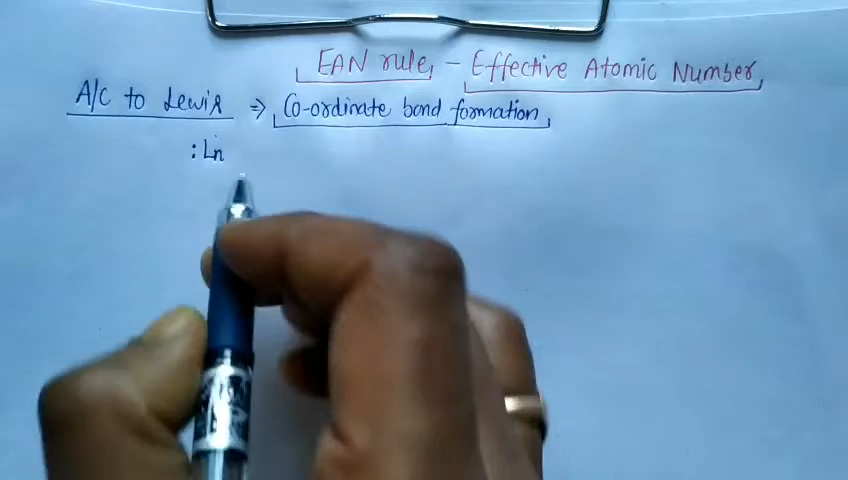 EAN rule, - Effective Atomic Number,
A/C to Lewis ⇒ Co-ordinate bond formation,
: Ln